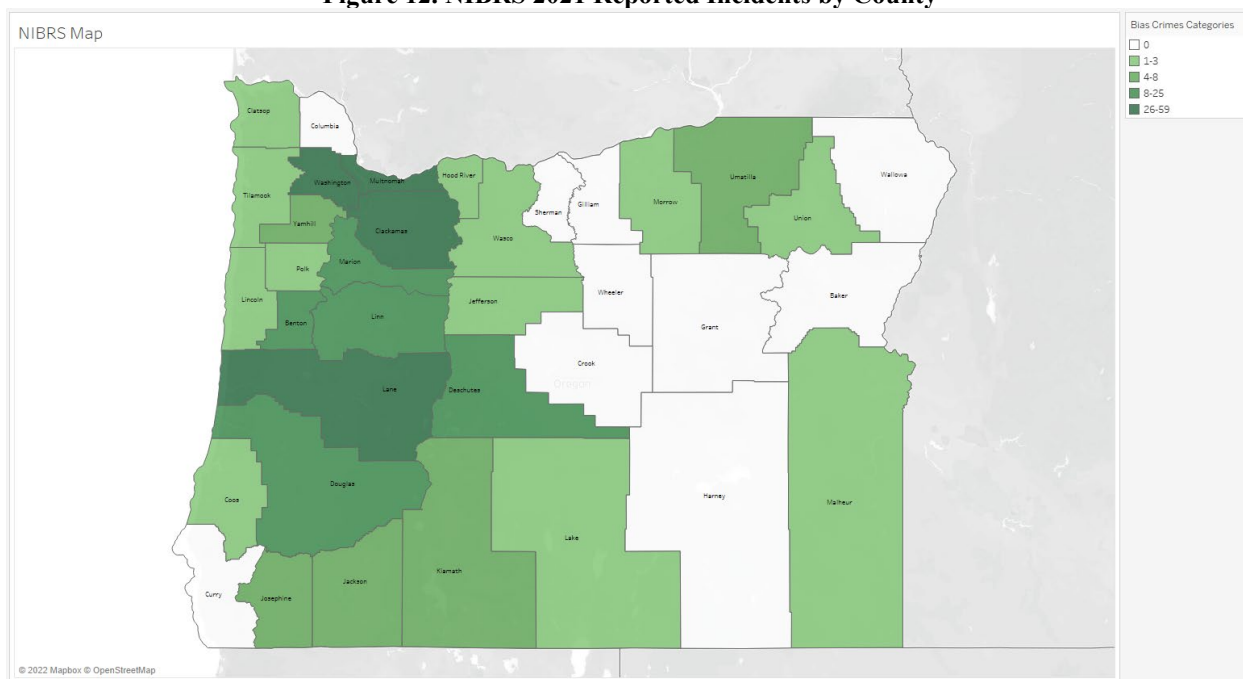 Figure 12. NIBRS 2021 Reported Incidents by County
NIBRS Map
Bias Crimes Categories
0
1-3
4-8
8-25
26-59
Clatsop
Columbia
Tillamook
Washington
Multnomah
Hood River
Yamhill
Clackamas
Wasco
Sherman
Gilliam
Morrow
Umatilla
Union
Wallowa
Polk
Marion
Lincoln
Benton
Linn
Jefferson
Wheeler
Grant
Baker
Crook
Oregon
Lane
Deschutes
Coos
Douglas
Harney
Malheur
Lake
Klamath
Jackson
Josephine
Curry
© 2022 Mapbox © OpenStreetMap